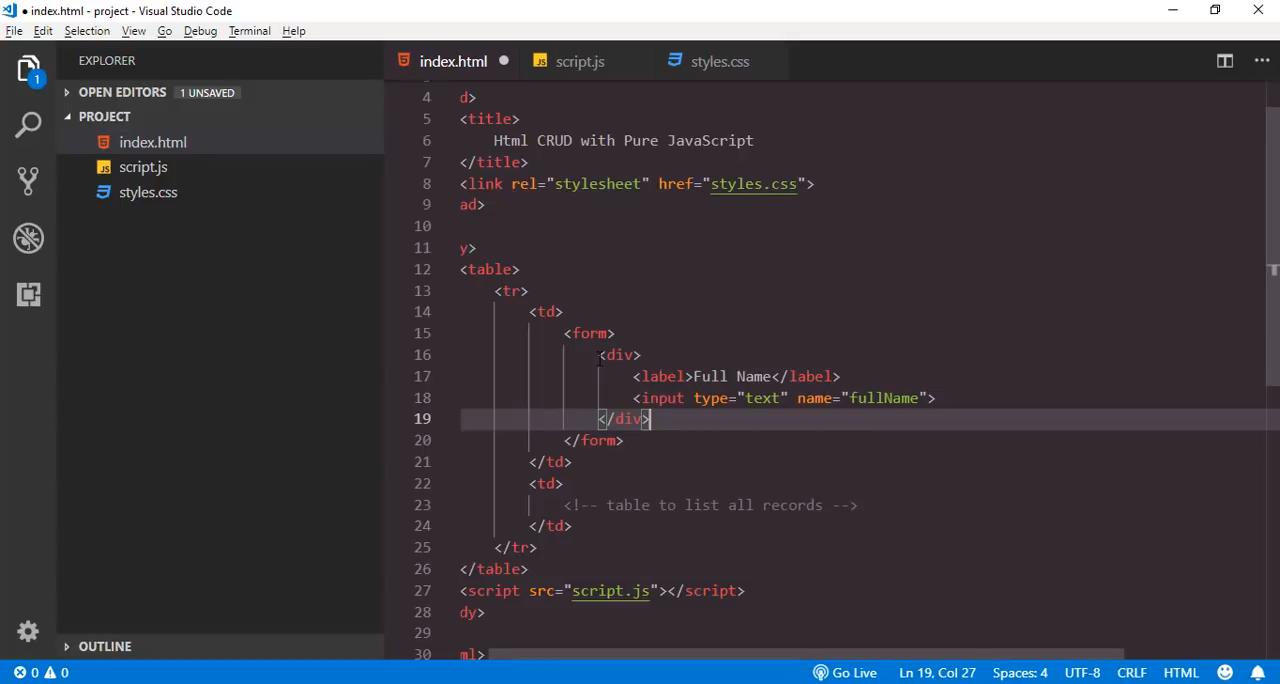 ● index.html - project - Visual Studio Code
File Edit Selection View Go Debug Terminal Help
EXPLORER
index.html ●
JS script.js
styles.css
1
OPEN EDITORS 1 UNSAVED
PROJECT
index.html
JS script.js
styles.css
4 d>
5 <title>
6 Html CRUD with Pure JavaScript
7 </title>
8 <link rel="stylesheet" href="styles.css">
9 ad>
10
11 y>
12 <table>
13 <tr>
14 <td>
15 <form>
16 <div>
17 <label>Full Name</label>
18 <input type="text" name="fullName">
19 </div>
20 </form>
21 </td>
22 <td>
23 <!-- table to list all records -->
24 </td>
25 </tr>
26 </table>
27 <script src="script.js"></script>
28 dy>
29
30 ml>
OUTLINE
0 0 Go Live Ln 19, Col 27 Spaces: 4 UTF-8 CRLF HTML